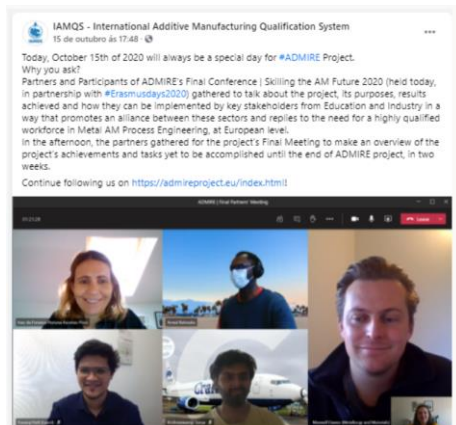 IAMQS - International Additive Manufacturing Qualification System
15 de outubro às 17:48
Today, October 15th of 2020 will always be a special day for #ADMIRE Project.
Why you ask?
Partners and Participants of ADMIRE's Final Conference | Skilling the AM Future 2020 (held today,
in partnership with #Erasmusdays2020) gathered to talk about the project, its purposes, results
achieved and how they can be implemented by key stakeholders from Education and Industry in a
way that promotes an alliance between these sectors and replies to the need for a highly qualified
workforce in Metal AM Process Engineering, at European level.
In the afternoon, the partners gathered for the project's Final Meeting to make an overview of the
project's achievements and tasks yet to be accomplished until the end of ADMIRE project, in two
weeks.
Continue following us on https://admireproject.eu/index.html!
ADMIRE | Final Partners' Meeting
01:21:28
Leave